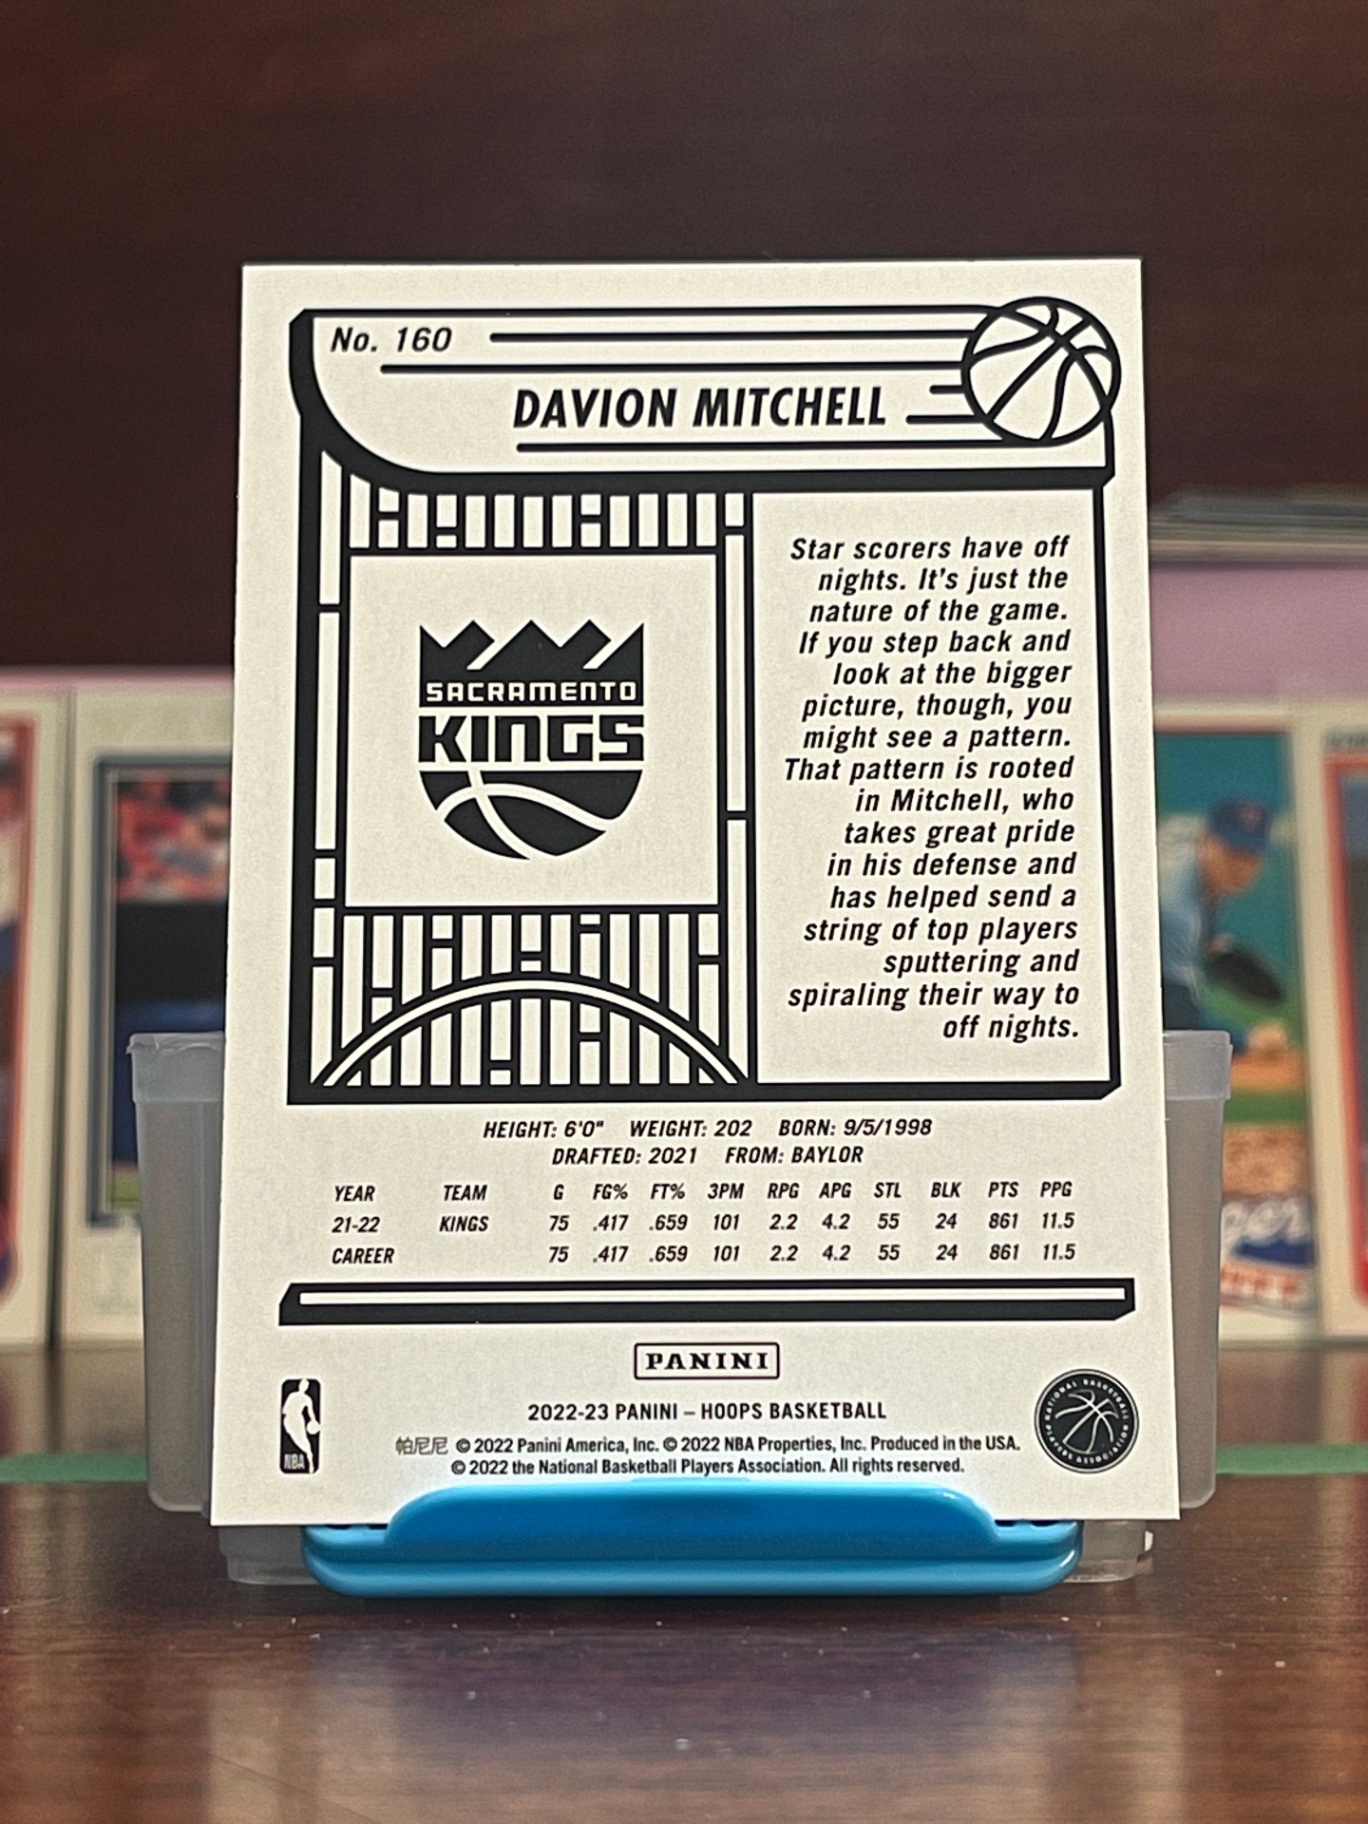 No. 160
DAVION MITCHELL
SACRAMENTO
KINGS
Star scorers have off
nights. It's just the
nature of the game.
If you step back and
look at the bigger
picture, though, you
might see a pattern.
That pattern is rooted
in Mitchell, who
takes great pride
in his defense and
has helped send a
string of top players
sputtering and
spiraling their way to
off nights.
HEIGHT: 6'0" WEIGHT: 202 BORN: 9/5/1998
DRAFTED: 2021 FROM: BAYLOR
YEAR TEAM G FG% FT% 3PM RPG APG STL BLK PTS PPG
21-22 KINGS 75 .417 .659 101 2.2 4.2 55 24 861 11.5
CAREER 75 .417 .659 101 2.2 4.2 55 24 861 11.5
PANINI
2022-23 PANINI – HOOPS BASKETBALL
帕尼尼 © 2022 Panini America, Inc. © 2022 NBA Properties, Inc. Produced in the USA.
© 2022 the National Basketball Players Association. All rights reserved.
NBA
NATIONAL BASKETBALL
PLAYERS ASSOCIATION